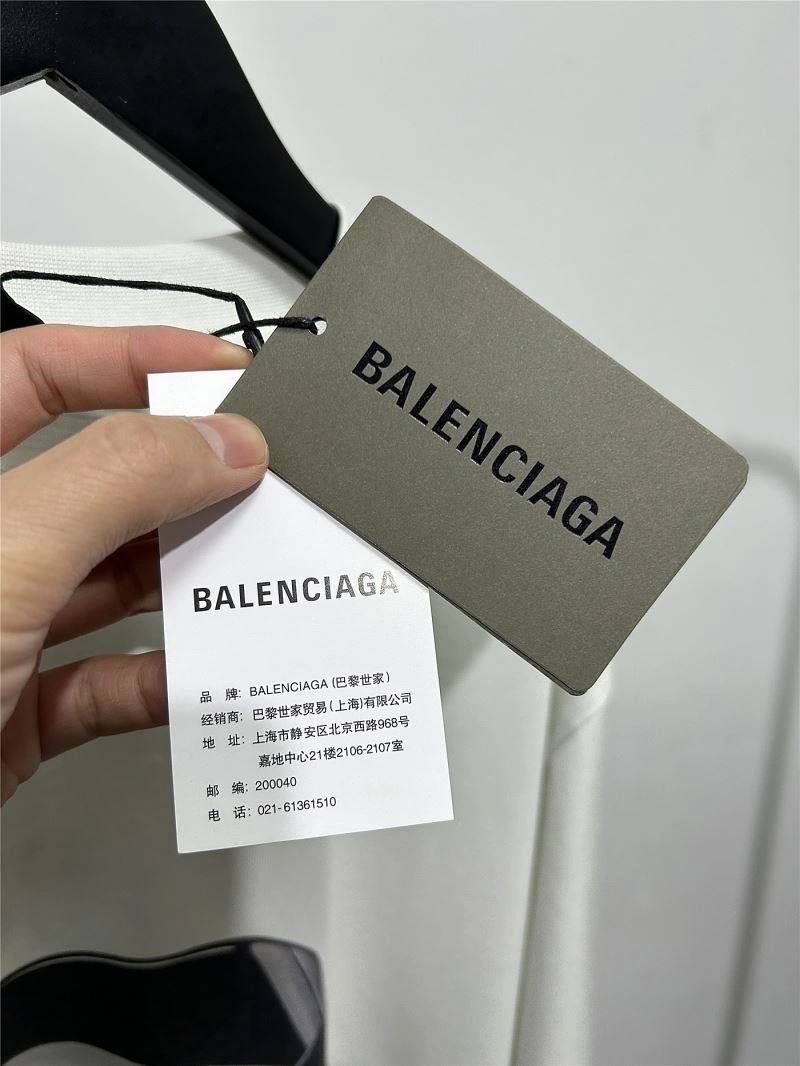 BALENCIAGA
BALENCIAGA
品 牌: BALENCIAGA (巴黎世家)
经销商: 巴黎世家贸易(上海)有限公司
地 址: 上海市静安区北京西路968号
嘉地中心21楼2106-2107室
邮 编: 200040
电 话: 021-61361510